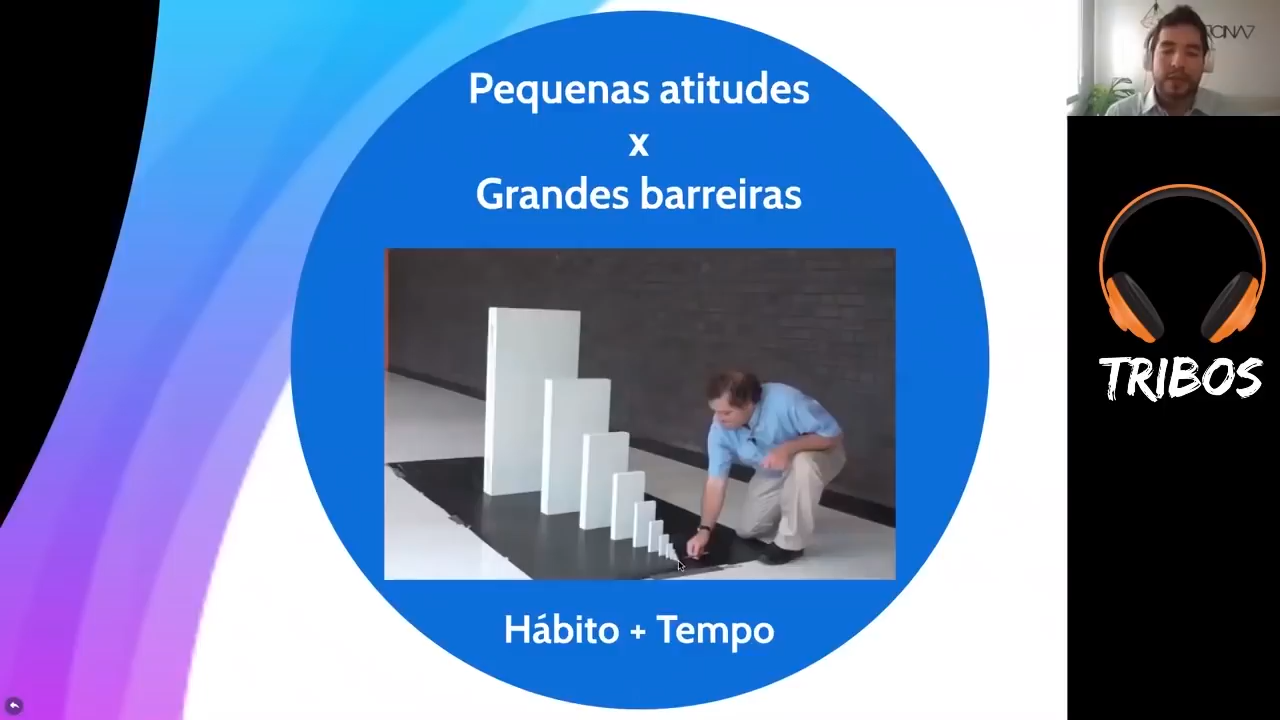 Pequenas atitudes
x
Grandes barreiras
Hábito + Tempo
TRIBOS